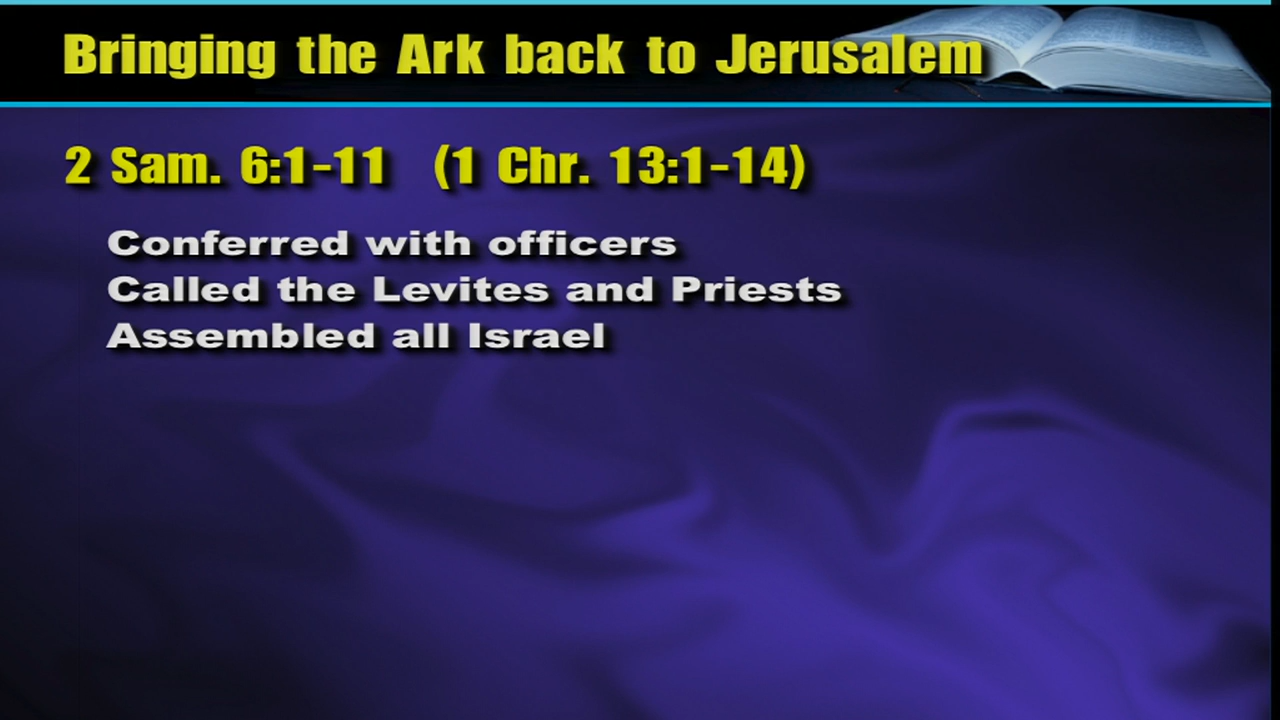 Bringing the Ark back to Jerusalem
2 Sam. 6:1-11 (1 Chr. 13:1-14)
Conferred with officers
Called the Levites and Priests
Assembled all Israel